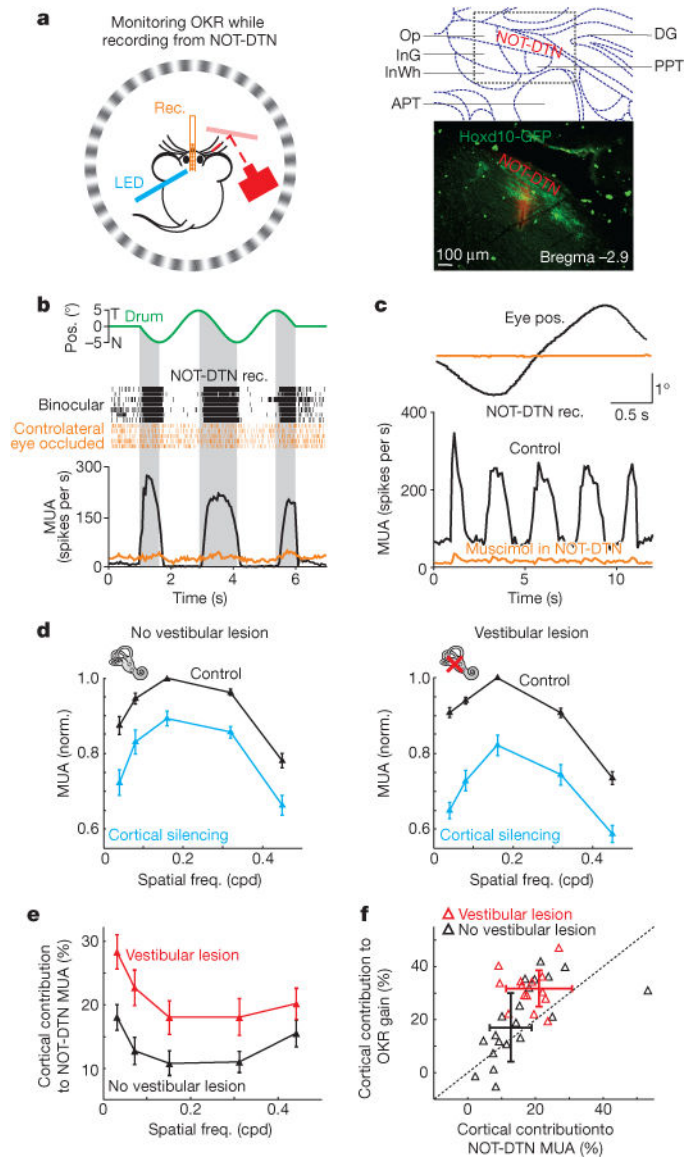 a
Monitoring OKR while
recording from NOT-DTN
Rec.
LED
Op
InG
InWh
APT
NOT-DTN
DG
PPT
Hoxd10-GFP
NOT-DTN
100 μm
Bregma –2.9
b
Pos. (°)
5
–5
T
N
Drum
NOT-DTN rec.
Binocular
Controlateral
eye occluded
MUA
(spikes per s)
300
150
0
0 2 4 6
Time (s)
c
Eye pos.
1°
0.5 s
NOT-DTN rec.
Control
MUA (spikes per s)
400
200
0
Muscimol in NOT-DTN
0 5 10
Time (s)
d
No vestibular lesion
Control
MUA (norm.)
1.0
0.8
0.6
Cortical silencing
0 0.2 0.4
Spatial freq. (cpd)
Vestibular lesion
Control
MUA (norm.)
1.0
0.8
0.6
Cortical silencing
0 0.2 0.4
Spatial freq. (cpd)
e
Cortical contribution
to NOT-DTN MUA (%)
30
20
10
Vestibular lesion
No vestibular lesion
0 0.2 0.4
Spatial freq. (cpd)
f
Vestibular lesion
No vestibular lesion
Cortical contribution to
OKR gain (%)
40
20
0
0 20 40
Cortical contributionto
NOT-DTN MUA (%)